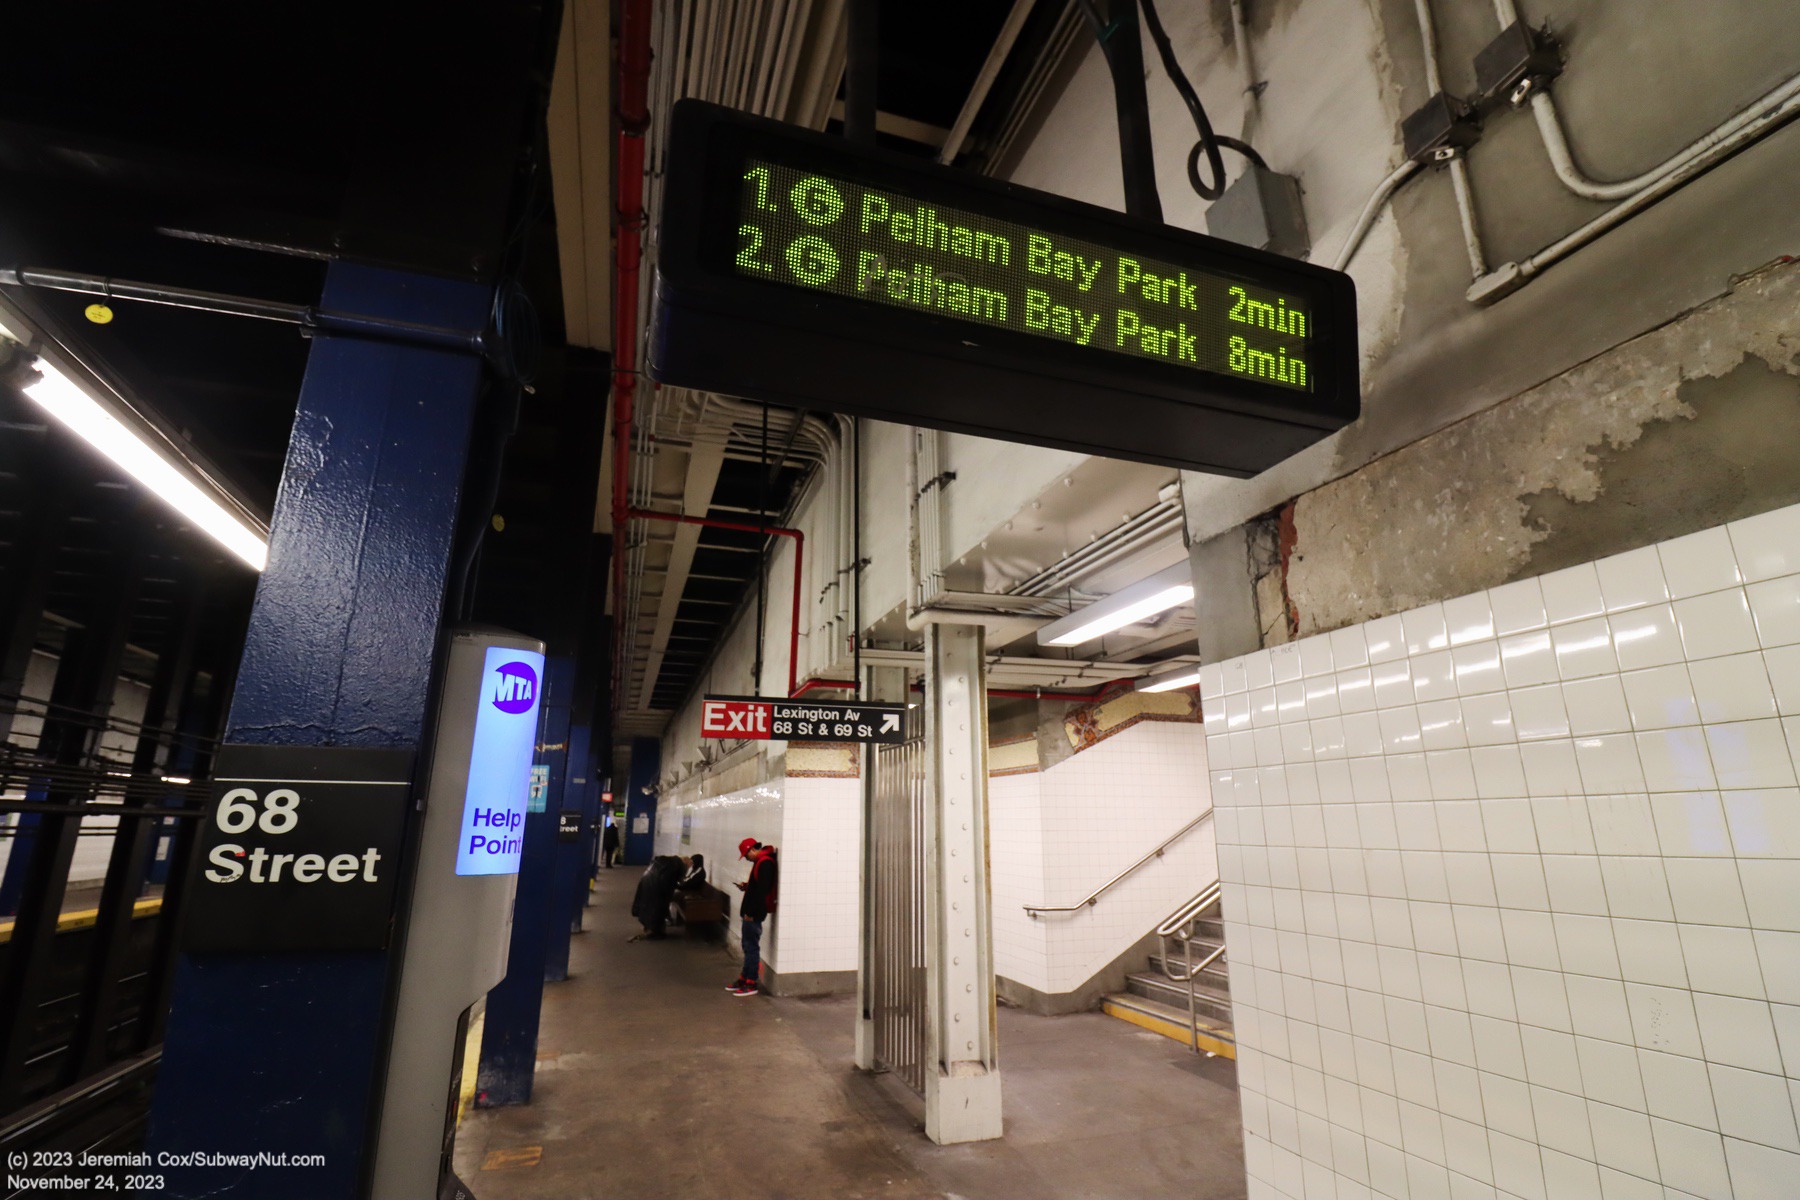 1. 6 Pelham Bay Park 2min
2. 6 Pelham Bay Park 8min
MTA
Exit Lexington Av
68 St & 69 St
Help
Point
68
Street
(c) 2023 Jeremiah Cox/SubwayNut.com
November 24, 2023